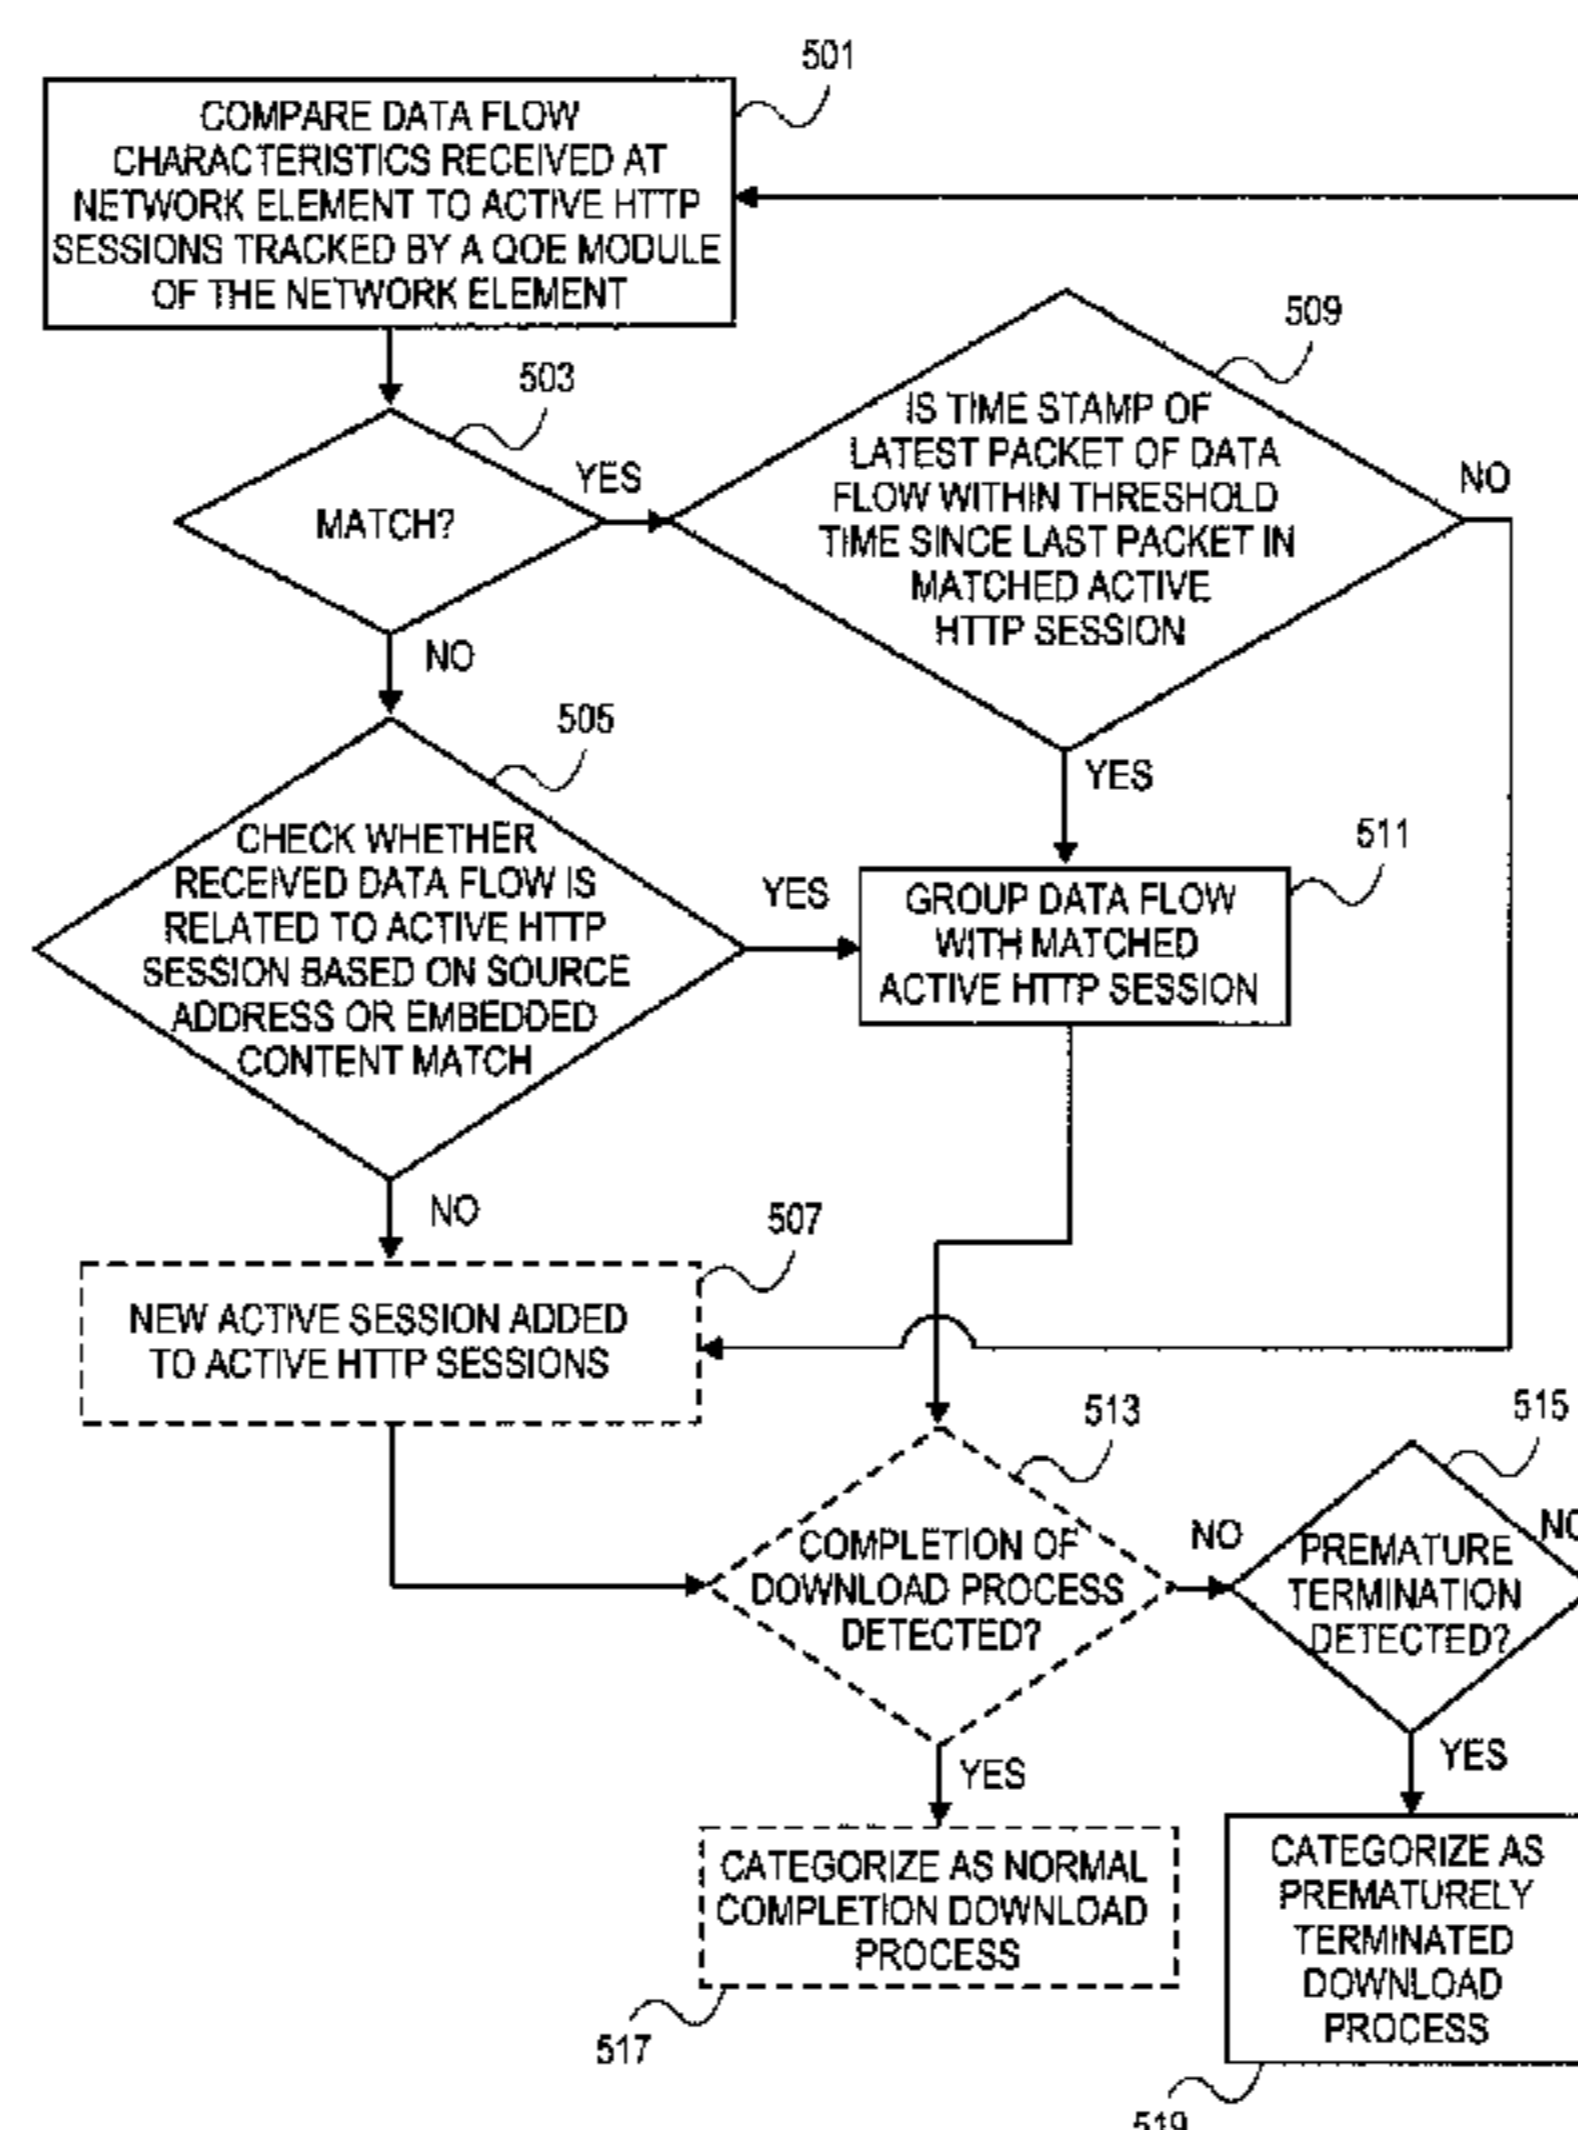 501
COMPARE DATA FLOW
CHARACTERISTICS RECEIVED AT
NETWORK ELEMENT TO ACTIVE HTTP
SESSIONS TRACKED BY A QOE MODULE
OF THE NETWORK ELEMENT
503
MATCH?
YES
NO
509
IS TIME STAMP OF
LATEST PACKET OF DATA
FLOW WITHIN THRESHOLD
TIME SINCE LAST PACKET IN
MATCHED ACTIVE
HTTP SESSION
NO
YES
505
CHECK WHETHER
RECEIVED DATA FLOW IS
RELATED TO ACTIVE HTTP
SESSION BASED ON SOURCE
ADDRESS OR EMBEDDED
CONTENT MATCH
YES
NO
511
GROUP DATA FLOW
WITH MATCHED
ACTIVE HTTP SESSION
507
NEW ACTIVE SESSION ADDED
TO ACTIVE HTTP SESSIONS
513
COMPLETION OF
DOWNLOAD PROCESS
DETECTED?
NO
YES
515
PREMATURE
TERMINATION
DETECTED?
NO
YES
CATEGORIZE AS NORMAL
COMPLETION DOWNLOAD
PROCESS
517
CATEGORIZE AS
PREMATURELY
TERMINATED
DOWNLOAD
PROCESS
519